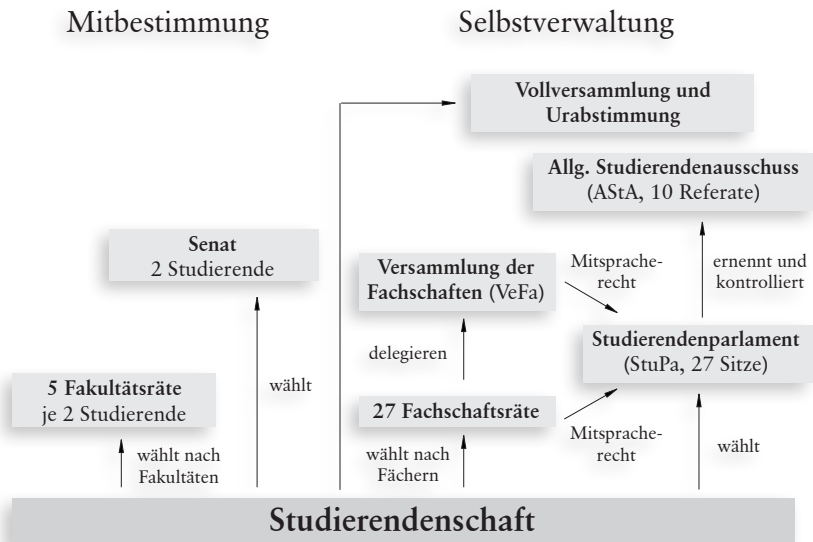 Mitbestimmung
Selbstverwaltung
Vollversammlung und
Urabstimmung
Allg. Studierendenausschuss
(AStA, 10 Referate)
Senat
2 Studierende
Versammlung der
Fachschaften (VeFa)
Mitsprache-
recht
ernennt und
kontrolliert
delegieren
Studierendenparlament
(StuPa, 27 Sitze)
5 Fakultätsräte
je 2 Studierende
wählt
27 Fachschaftsräte
Mitsprache-
recht
wählt nach
Fakultäten
wählt nach
Fächern
wählt
Studierendenschaft